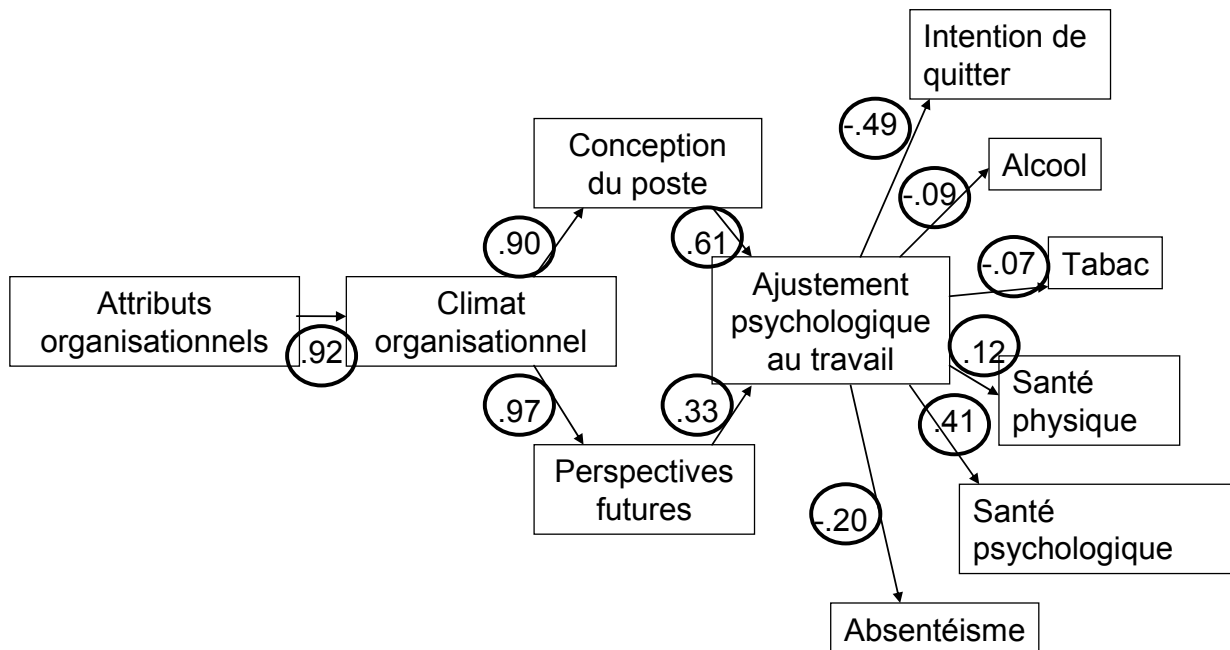 Intention de
quitter
-.49
Conception
du poste
Alcool
-.09
.90
.61
-.07
Tabac
Attributs
organisationnels
.92
Climat
organisationnel
Ajustement
psychologique
au travail
.12
Santé
physique
.97
.33
.41
Perspectives
futures
-.20
Santé
psychologique
Absentéisme